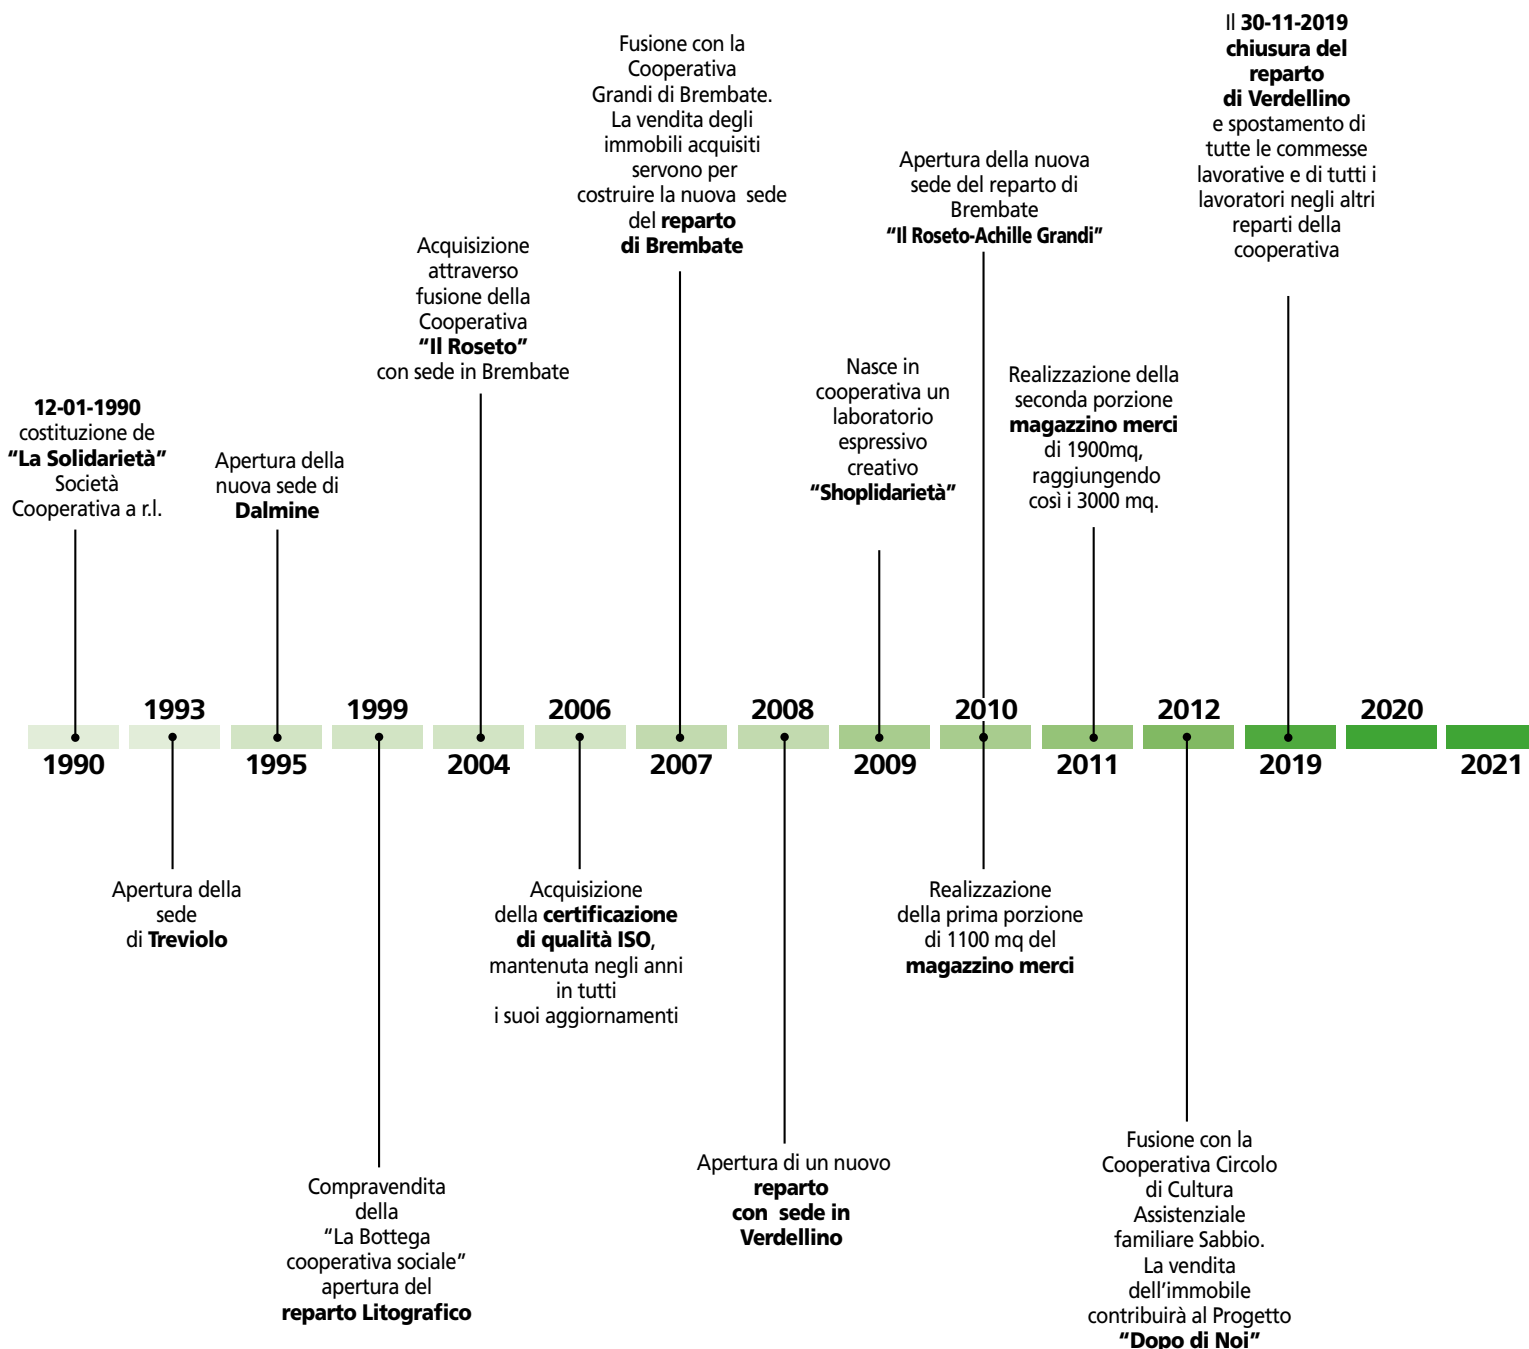 12-01-1990
costituzione de
“La Solidarietà”
Società
Cooperativa a r.l.
Apertura della
nuova sede di
Dalmine
Acquisizione
attraverso
fusione della
Cooperativa
“Il Roseto”
con sede in Brembate
Fusione con la
Cooperativa
Grandi di Brembate.
La vendita degli
immobili acquisiti
servono per
costruire la nuova sede
del reparto
di Brembate
Nasce in
cooperativa un
laboratorio
espressivo
creativo
“Shoplidarietà”
Apertura della nuova
sede del reparto di
Brembate
“Il Roseto-Achille Grandi”
Realizzazione della
seconda porzione
magazzino merci
di 1900mq,
raggiungendo
così i 3000 mq.
Il 30-11-2019
chiusura del
reparto
di Verdellino
e spostamento di
tutte le commesse
lavorative e di tutti i
lavoratori negli altri
reparti della
cooperativa
1993 1999 2006 2008 2010 2012 2020
1990 1995 2004 2007 2009 2011 2019 2021
Apertura della
sede
di Treviolo
Compravendita
della
“La Bottega
cooperativa sociale”
apertura del
reparto Litografico
Acquisizione
della certificazione
di qualità ISO,
mantenuta negli anni
in tutti
i suoi aggiornamenti
Apertura di un nuovo
reparto
con sede in
Verdellino
Realizzazione
della prima porzione
di 1100 mq del
magazzino merci
Fusione con la
Cooperativa Circolo
di Cultura
Assistenziale
familiare Sabbio.
La vendita
dell’immobile
contribuirà al Progetto
“Dopo di Noi”